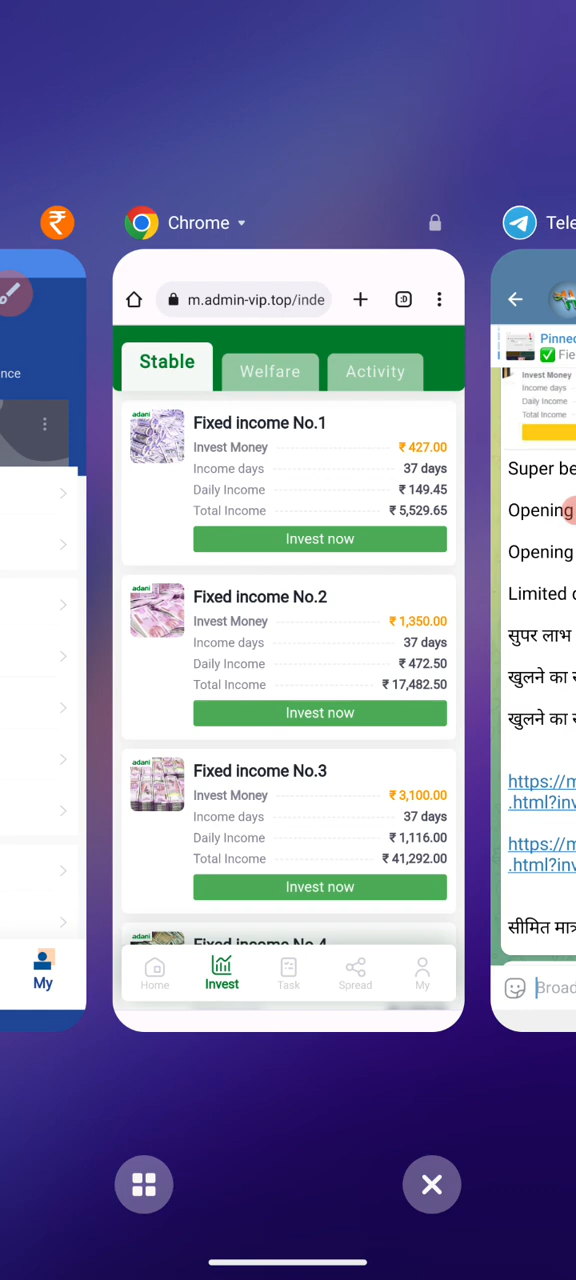 ₹
Chrome
Tele
nce
My
m.admin-vip.top/inde
:D
Stable
Welfare
Activity
adani
Fixed income No.1
Invest Money ₹ 427.00
Income days 37 days
Daily Income ₹ 149.45
Total Income ₹ 5,529.65
Invest now
adani
Fixed income No.2
Invest Money ₹ 1,350.00
Income days 37 days
Daily Income ₹ 472.50
Total Income ₹ 17,482.50
Invest now
adani
Fixed income No.3
Invest Money ₹ 3,100.00
Income days 37 days
Daily Income ₹ 1,116.00
Total Income ₹ 41,292.00
Invest now
adani
Fixed income No.4
Home
Invest
Task
Spread
My
Pinned
Fie
Invest Money
Income days
Daily Income
Total Income
Super be
Opening
Opening
Limited
सुपर लाभ
खुलने का
खुलने का
https://m
.html?inv
https://m
.html?inv
सीमित मात्र
Broad